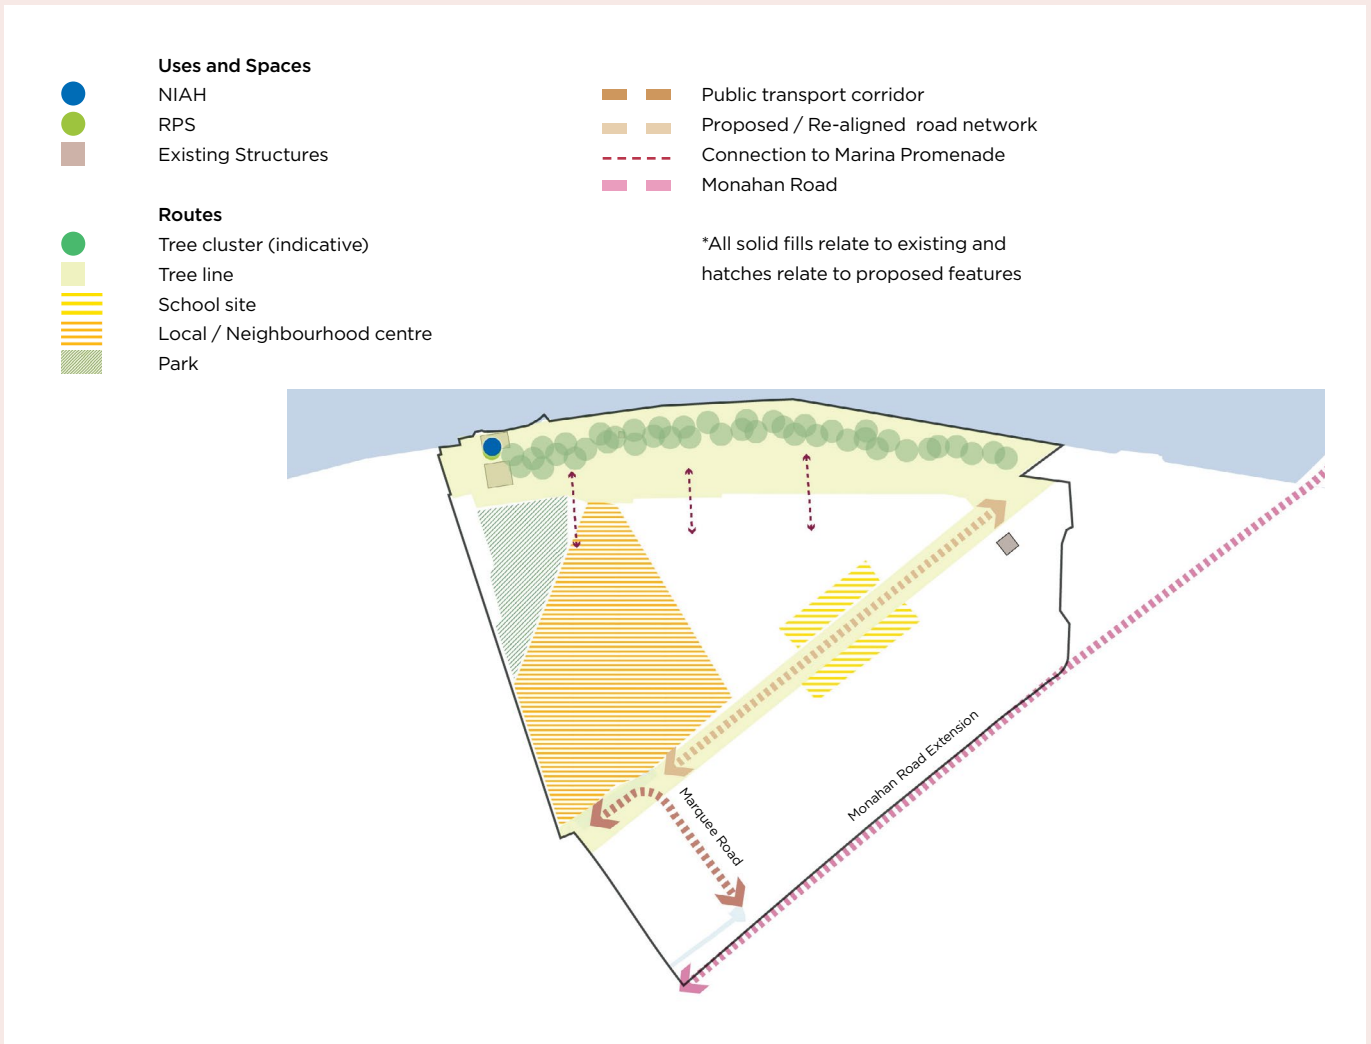 Uses and Spaces
NIAH
RPS
Existing Structures
Routes
Tree cluster (indicative)
Tree line
School site
Local / Neighbourhood centre
Park
Public transport corridor
Proposed / Re-aligned road network
Connection to Marina Promenade
Monahan Road
*All solid fills relate to existing and
hatches relate to proposed features
Monahan Road Extension
Marquee Road